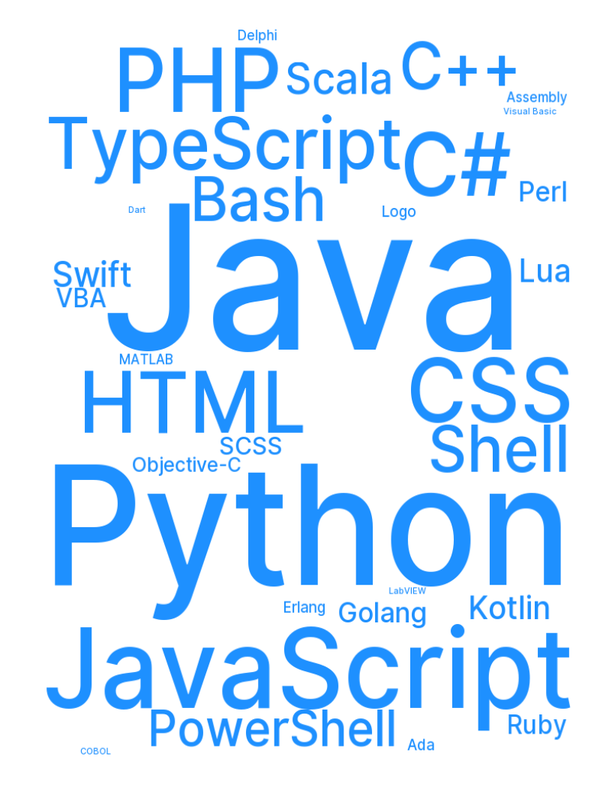 Delphi
PHP
Scala
C++
Assembly
Visual Basic
TypeScript
C#
Perl
Bash
Dart
Logo
Java
Swift
Lua
VBA
MATLAB
HTML
CSS
SCSS
Shell
Objective-C
Python
LabVIEW
Erlang
Golang
Kotlin
JavaScript
PowerShell
Ruby
Ada
COBOL